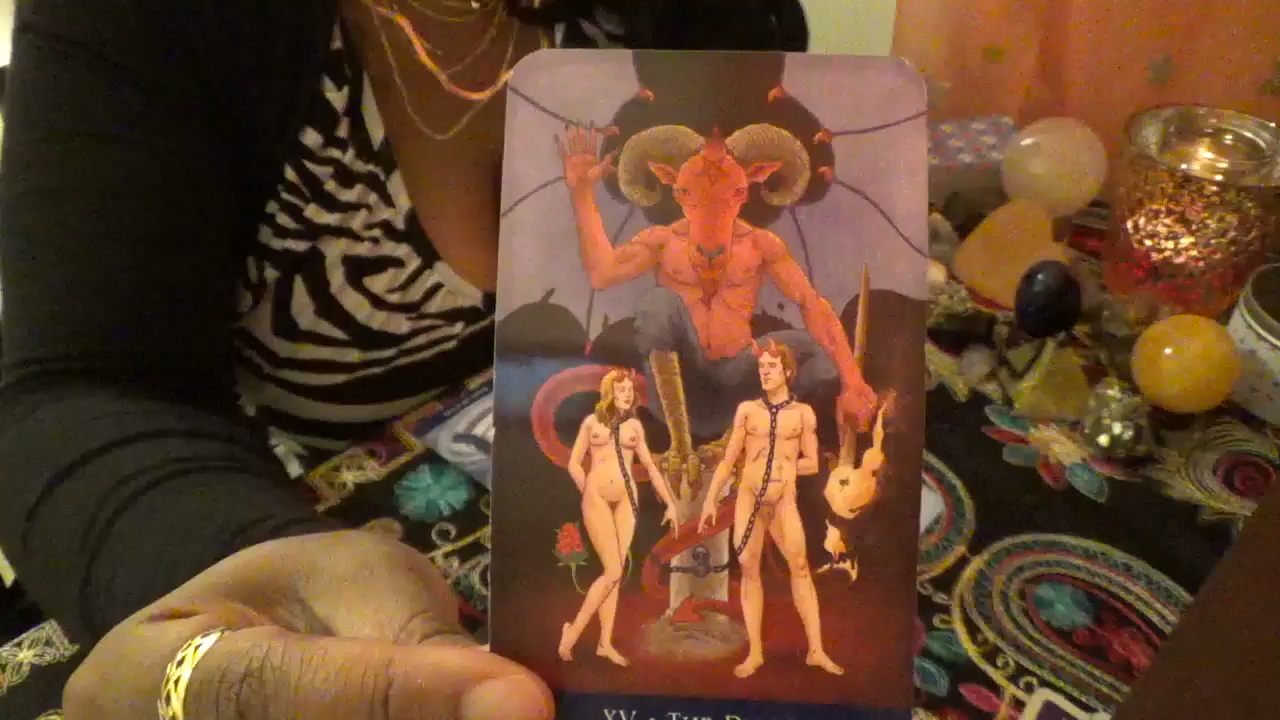 XV • THE D